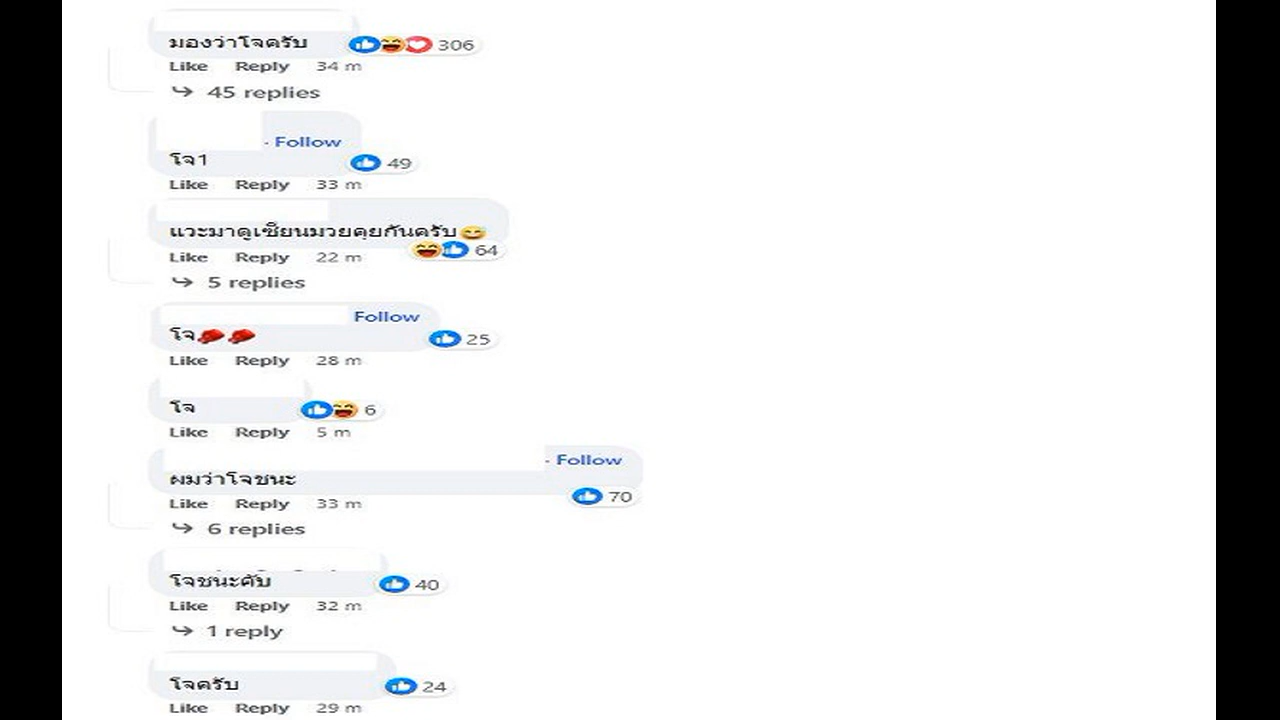 มองว่าโจครับ
306
Like Reply 34 m
45 replies
· Follow
โจ1
49
Like Reply 33 m
แวะมาดูเซียนมวยคุยกันครับ😅
64
Like Reply 22 m
5 replies
Follow
โจ🥊🥊
25
Like Reply 28 m
โจ
6
Like Reply 5 m
· Follow
ผมว่าโจชนะ
70
Like Reply 33 m
6 replies
โจชนะคับ
40
Like Reply 32 m
1 reply
โจครับ
24
Like Reply 29 m